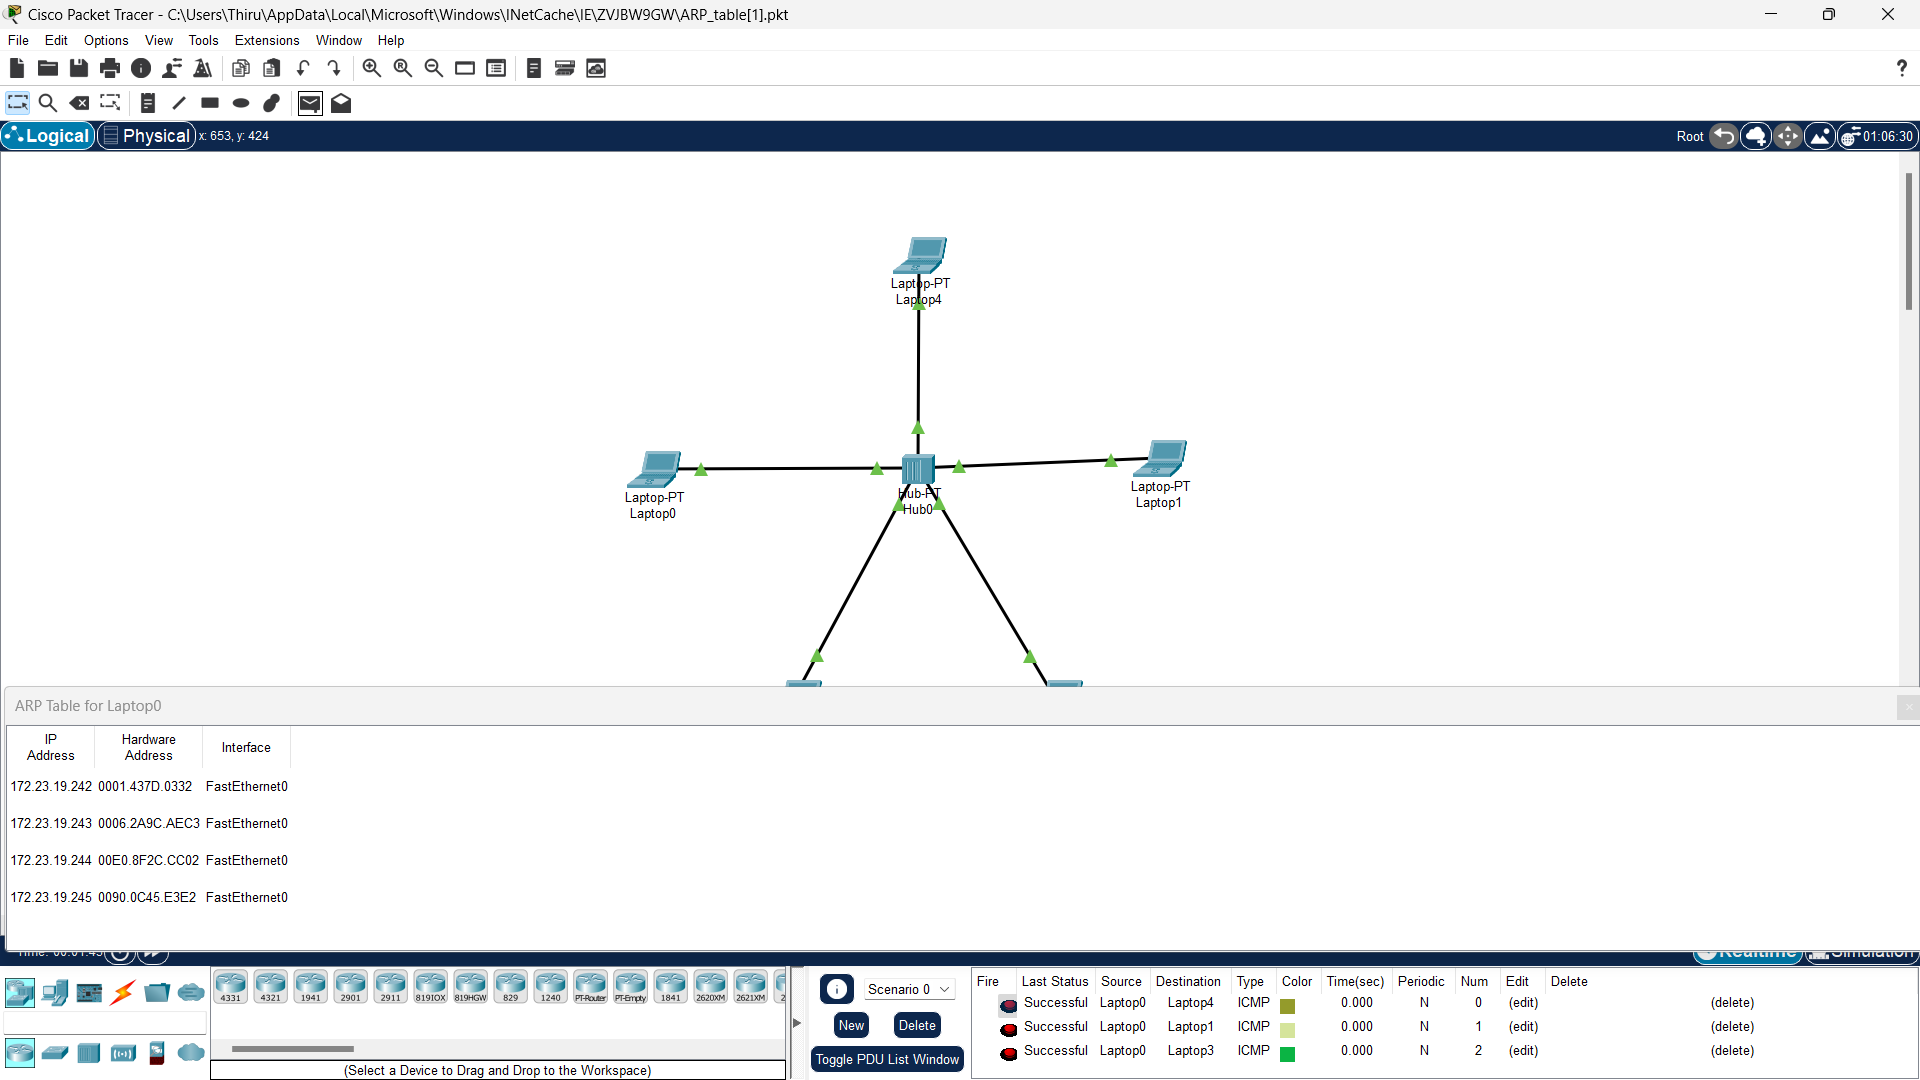 Cisco Packet Tracer - C:\Users\Thiru\AppData\Local\Microsoft\Windows\INetCache\IE\ZVJBW9GW\ARP_table[1].pkt
File Edit Options View Tools Extensions Window Help
?
Logical Physical x: 653, y: 424 Root 01:06:30
Laptop-PT
Laptop4
Laptop-PT
Laptop0
Hub-PT
Hub0
Laptop-PT
Laptop1
ARP Table for Laptop0
IP Address Hardware Address Interface
172.23.19.242 0001.437D.0332 FastEthernet0
172.23.19.243 0006.2A9C.AEC3 FastEthernet0
172.23.19.244 00E0.8F2C.CC02 FastEthernet0
172.23.19.245 0090.0C45.E3E2 FastEthernet0
Time: 00:01:43 Realtime Simulation
4331 4321 1941 2901 2911 819IOX 819HGW 829 1240 PT-Router PT-Empty 1841 2620XM 2621XM 2
(Select a Device to Drag and Drop to the Workspace)
Scenario 0
New Delete
Toggle PDU List Window
Fire Last Status Source Destination Type Color Time(sec) Periodic Num Edit Delete
Successful Laptop0 Laptop4 ICMP 0.000 N 0 (edit) (delete)
Successful Laptop0 Laptop1 ICMP 0.000 N 1 (edit) (delete)
Successful Laptop0 Laptop3 ICMP 0.000 N 2 (edit) (delete)